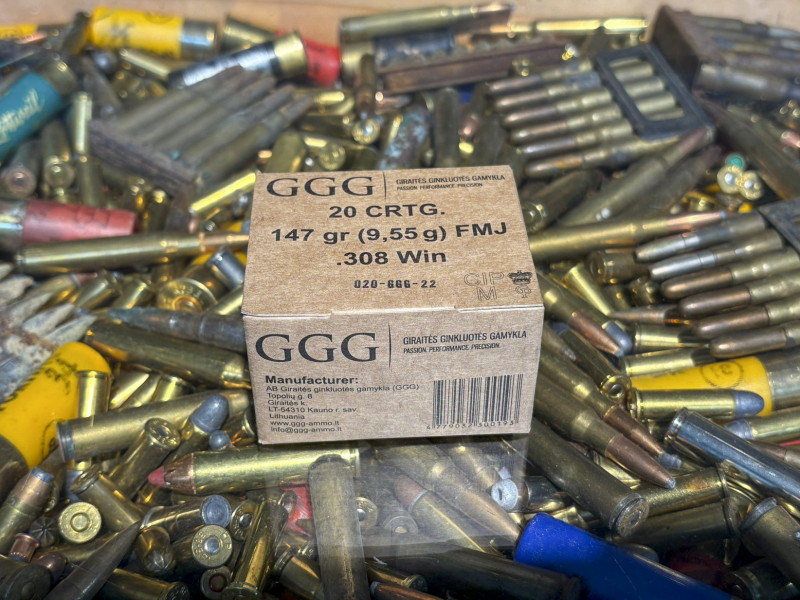 GGG GIRAITĖS GINKLUOTĖS GAMYKLA
PASSION. PERFORMANCE. PRECISION.
20 CRTG.
147 gr (9,55 g) FMJ
.308 Win
020-GGG-22
CIP
M
GGG GIRAITĖS GINKLUOTĖS GAMYKLA
PASSION. PERFORMANCE. PRECISION.
Manufacturer:
AB Giraitės ginkluotės gamykla (GGG)
Topolių g. 8
Giraitės k.
LT-54310 Kauno r. sav.
Lithuania
www.ggg-ammo.lt
info@ggg-ammo.lt